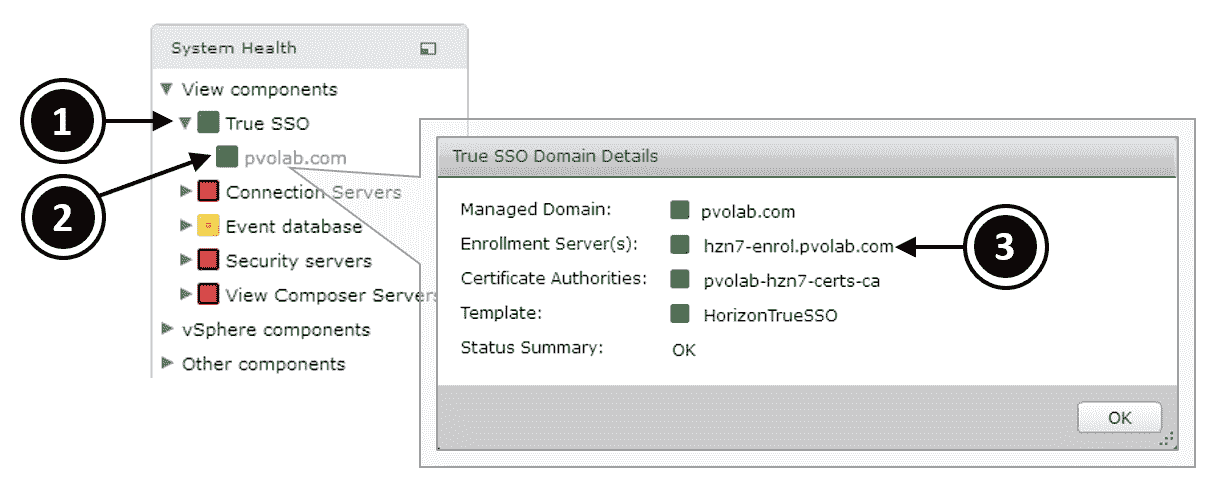 System Health
View components
1
True SSO
pvolab.com
2
Connection Servers
Event database
Security servers
View Composer Servers
vSphere components
Other components
True SSO Domain Details
Managed Domain: pvolab.com
Enrollment Server(s): hzn7-enrol.pvolab.com
3
Certificate Authorities: pvolab-hzn7-certs-ca
Template: HorizonTrueSSO
Status Summary: OK
OK